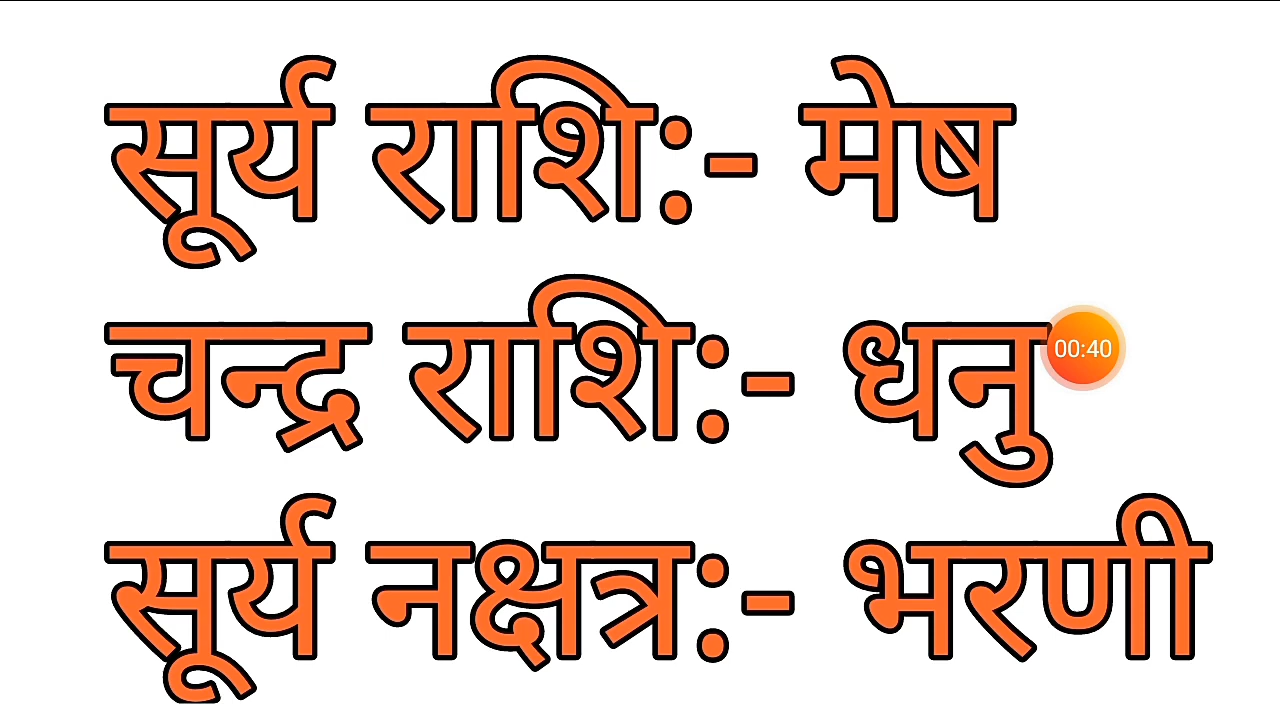 सूर्य राशि:- मेष
चन्द्र राशि:- धनु
00:40
सूर्य नक्षत्र:- भरणी